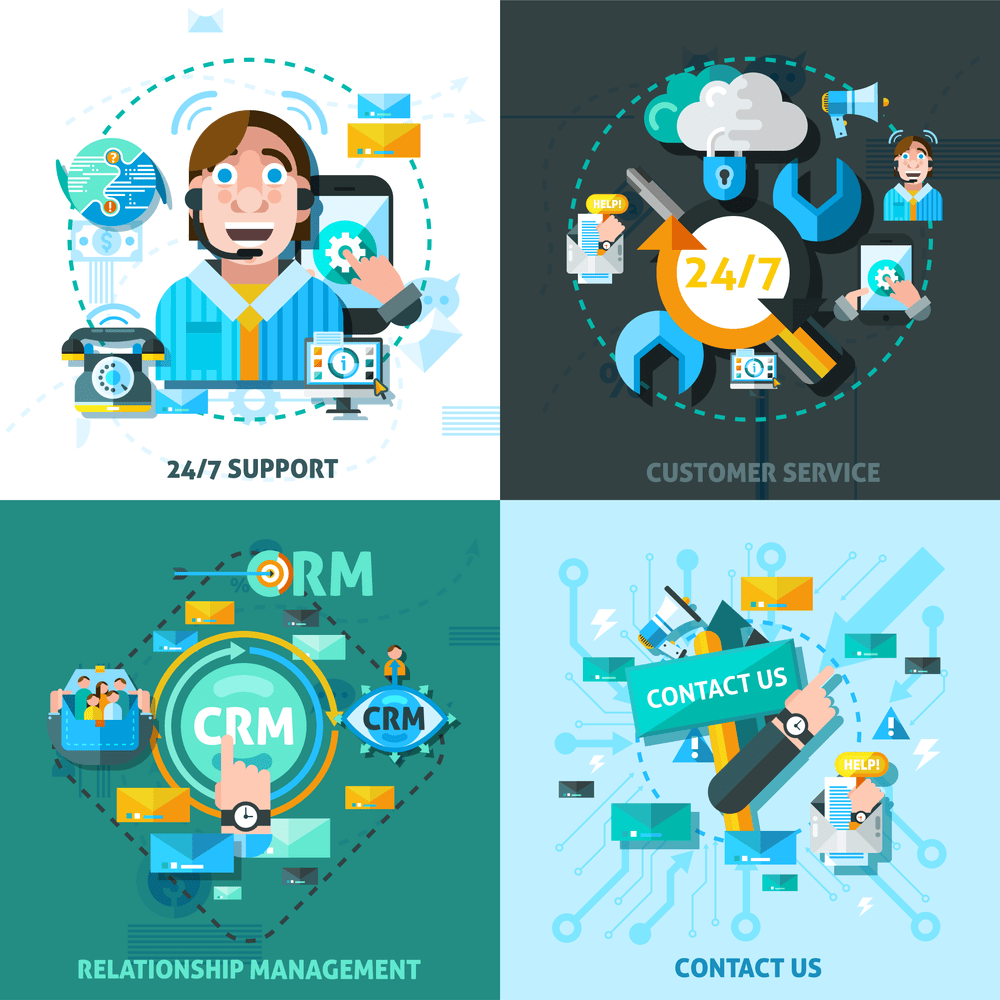 ?
!
$
i
24/7 SUPPORT
HELP!
24/7
i
%
CUSTOMER SERVICE
%
CRM
CRM
CRM
RELATIONSHIP MANAGEMENT
CONTACT US
!
!
HELP!
CONTACT US